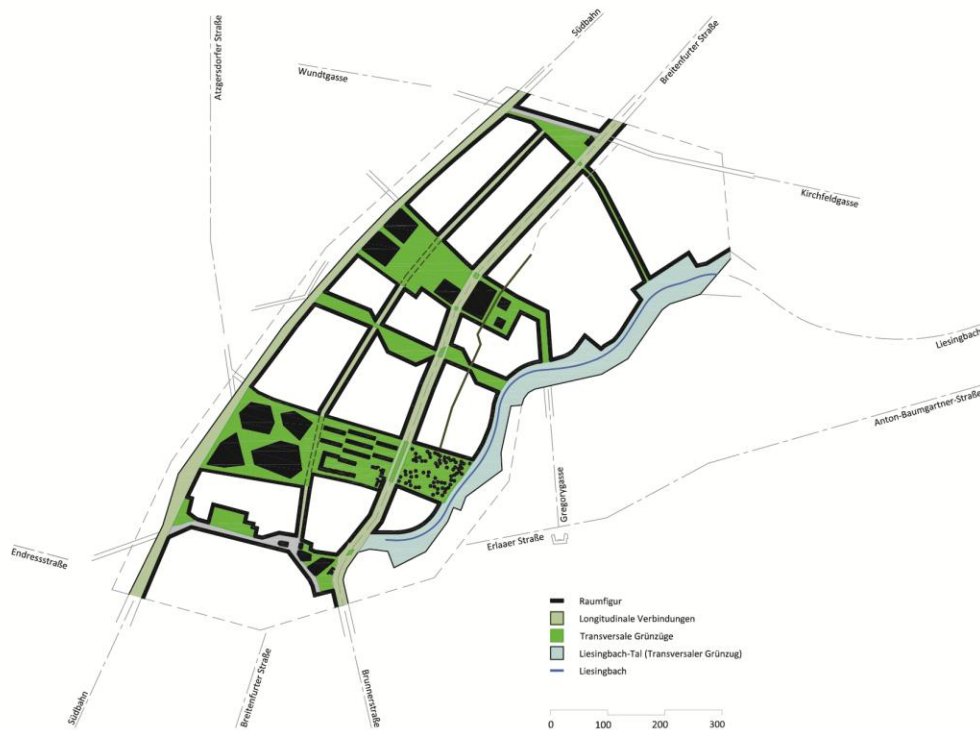 Südbahn
Breitenfurter Straße
Atzgersdorfer Straße
Wundtgasse
Kirchfeldgasse
Liesingbach
Anton-Baumgartner-Straße
Gregorygasse
Erlaaer Straße
Endressstraße
Südbahn
Breitenfurter Straße
Brunnerstraße
Raumfigur
Longitudinale Verbindungen
Transversale Grünzüge
Liesingbach-Tal (Transversaler Grünzug)
Liesingbach
0 100 200 300